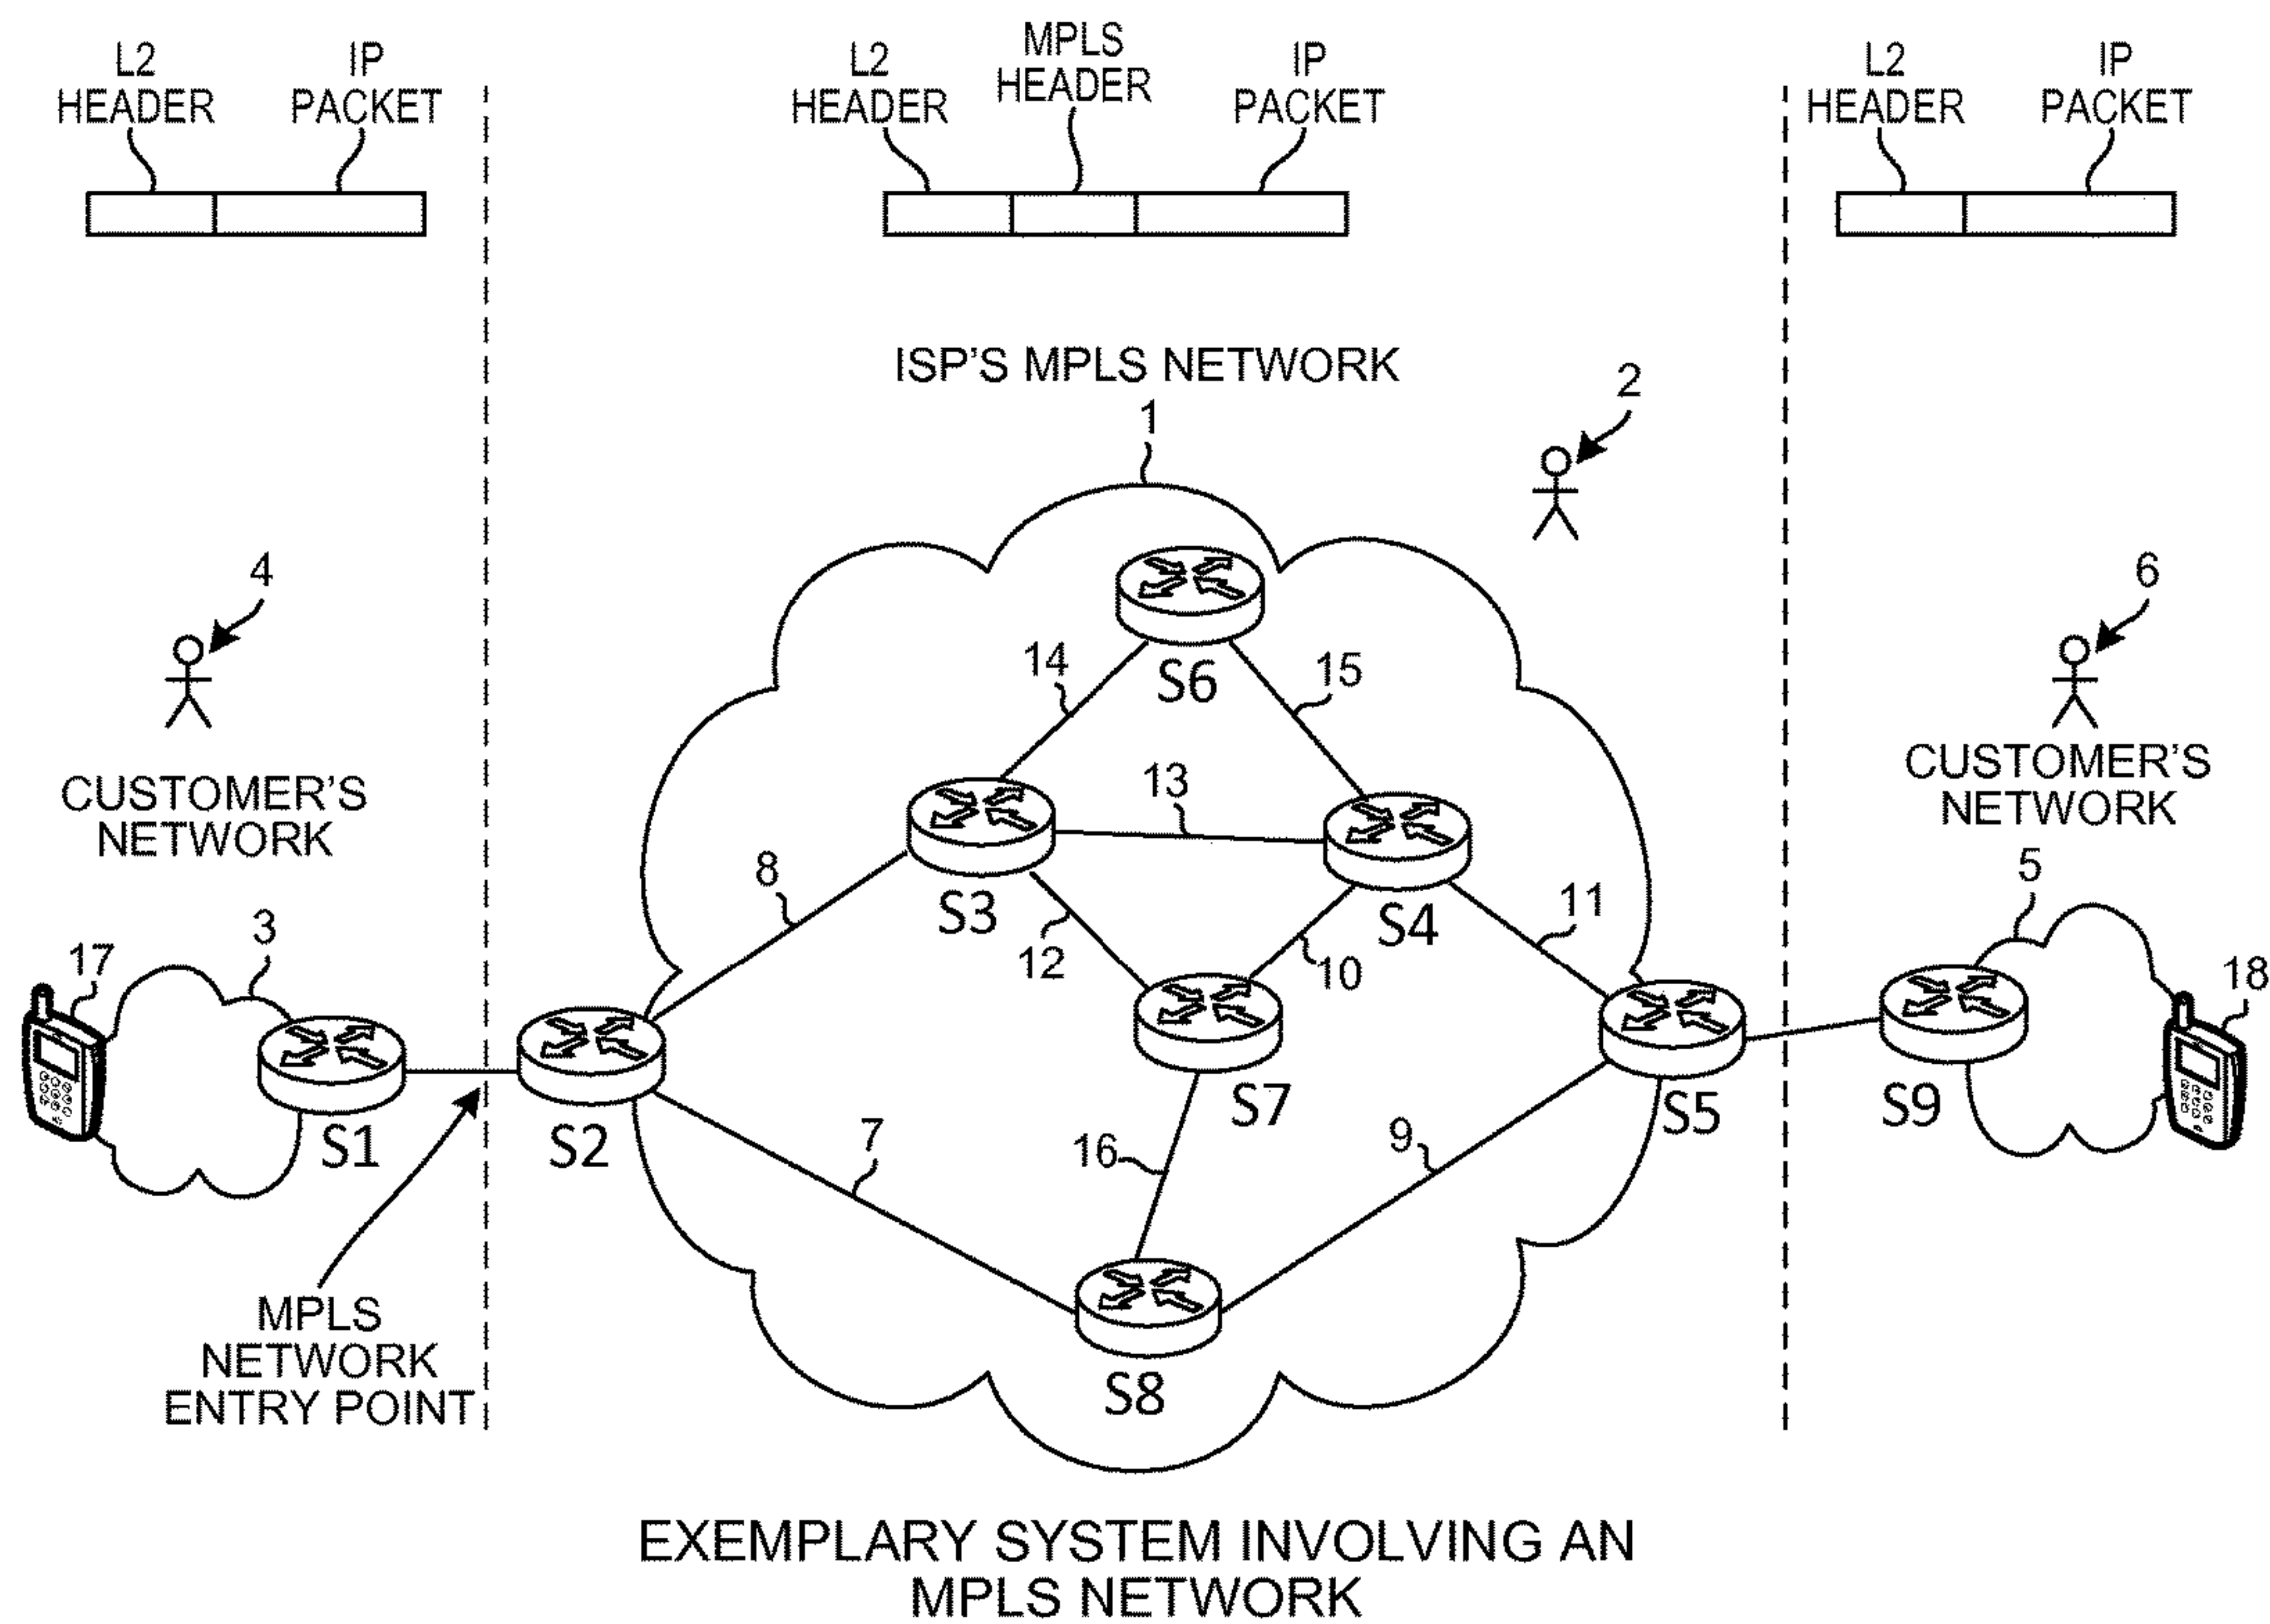 L2
HEADER
IP
PACKET
L2
HEADER
MPLS
HEADER
IP
PACKET
L2
HEADER
IP
PACKET
ISP'S MPLS NETWORK
1
2
4
6
S6
14
15
CUSTOMER'S
NETWORK
CUSTOMER'S
NETWORK
13
8
S3
S4
12
10
11
5
17
3
18
S1
S2
S7
S5
S9
7
16
9
MPLS
NETWORK
ENTRY POINT
S8
EXEMPLARY SYSTEM INVOLVING AN
MPLS NETWORK